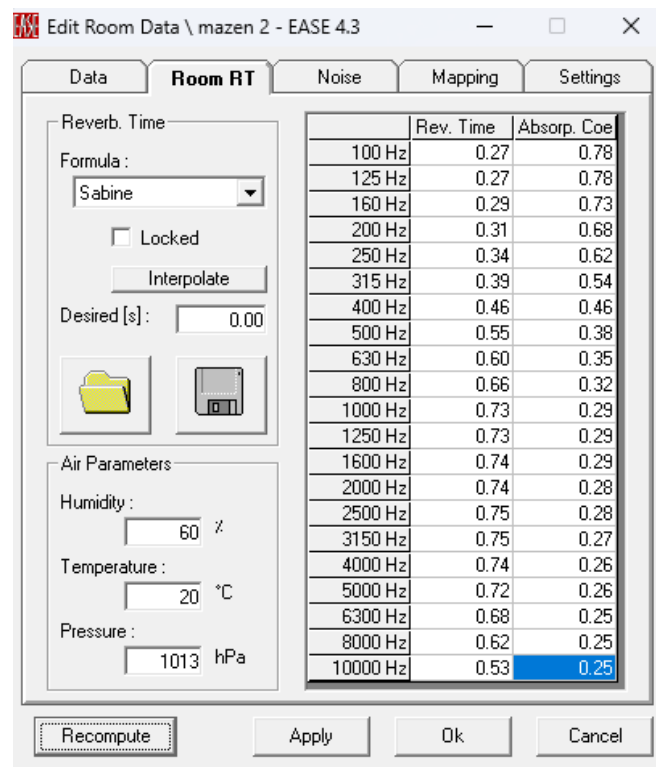 EASE Edit Room Data \ mazen 2 - EASE 4.3
Data Room RT Noise Mapping Settings
Reverb. Time
Formula :
Sabine
Locked
Interpolate
Desired [s] : 0.00
Air Parameters
Humidity :
60 %
Temperature :
20 °C
Pressure :
1013 hPa
Rev. Time Absorp. Coe
100 Hz 0.27 0.78
125 Hz 0.27 0.78
160 Hz 0.29 0.73
200 Hz 0.31 0.68
250 Hz 0.34 0.62
315 Hz 0.39 0.54
400 Hz 0.46 0.46
500 Hz 0.55 0.38
630 Hz 0.60 0.35
800 Hz 0.66 0.32
1000 Hz 0.73 0.29
1250 Hz 0.73 0.29
1600 Hz 0.74 0.29
2000 Hz 0.74 0.28
2500 Hz 0.75 0.28
3150 Hz 0.75 0.27
4000 Hz 0.74 0.26
5000 Hz 0.72 0.26
6300 Hz 0.68 0.25
8000 Hz 0.62 0.25
10000 Hz 0.53 0.25
Recompute Apply Ok Cancel